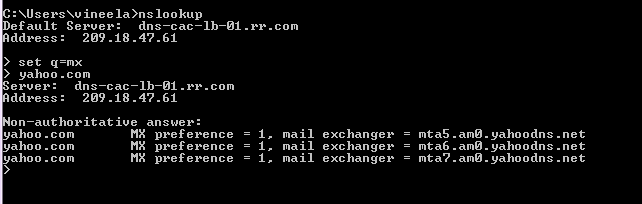 C:\Users\vineela>nslookup
Default Server:  dns-cac-lb-01.rr.com
Address:  209.18.47.61
> set q=mx
> yahoo.com
Server:  dns-cac-lb-01.rr.com
Address:  209.18.47.61
Non-authoritative answer:
yahoo.com       MX preference = 1, mail exchanger = mta5.am0.yahoodns.net
yahoo.com       MX preference = 1, mail exchanger = mta6.am0.yahoodns.net
yahoo.com       MX preference = 1, mail exchanger = mta7.am0.yahoodns.net
>